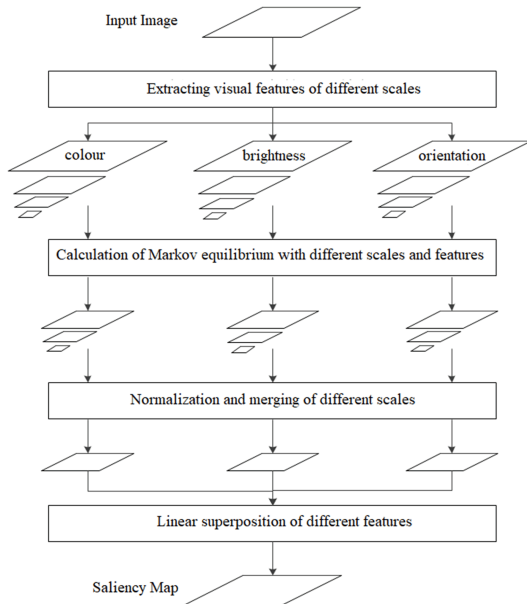 Input Image
Extracting visual features of different scales
colour
brightness
orientation
Calculation of Markov equilibrium with different scales and features
Normalization and merging of different scales
Linear superposition of different features
Saliency Map